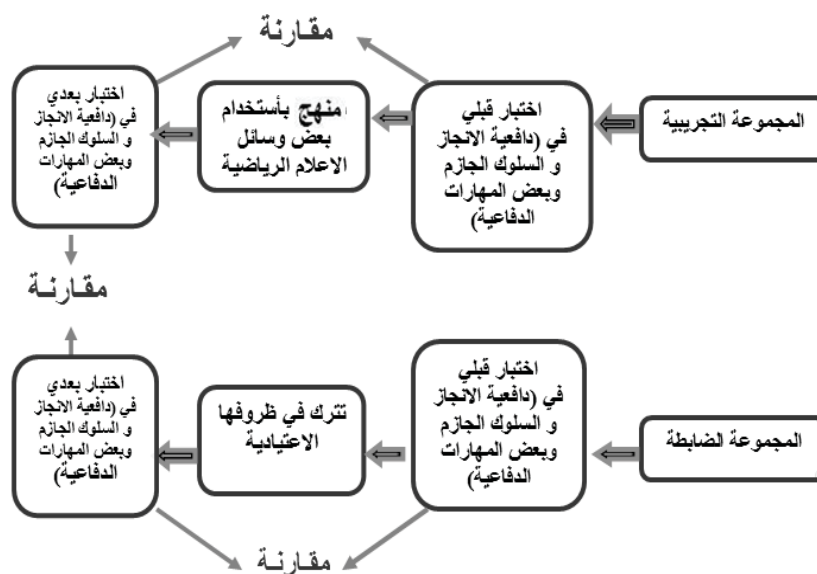 مقارنة
المجموعة التجريبية
اختبار قبلي
في (دافعية الانجاز
و السلوك الجازم
وبعض المهارات
الدفاعية)
منهج بأستخدام
بعض وسائل
الاعلام الرياضية
اختبار بعدي
في (دافعية الانجاز
و السلوك الجازم
وبعض المهارات
الدفاعية)
مقارنة
المجموعة الضابطة
اختبار قبلي
في (دافعية الانجاز
و السلوك الجازم
وبعض المهارات
الدفاعية)
تترك في ظروفها
الاعتيادية
اختبار بعدي
في (دافعية الانجاز
و السلوك الجازم
وبعض المهارات
الدفاعية)
مقارنة